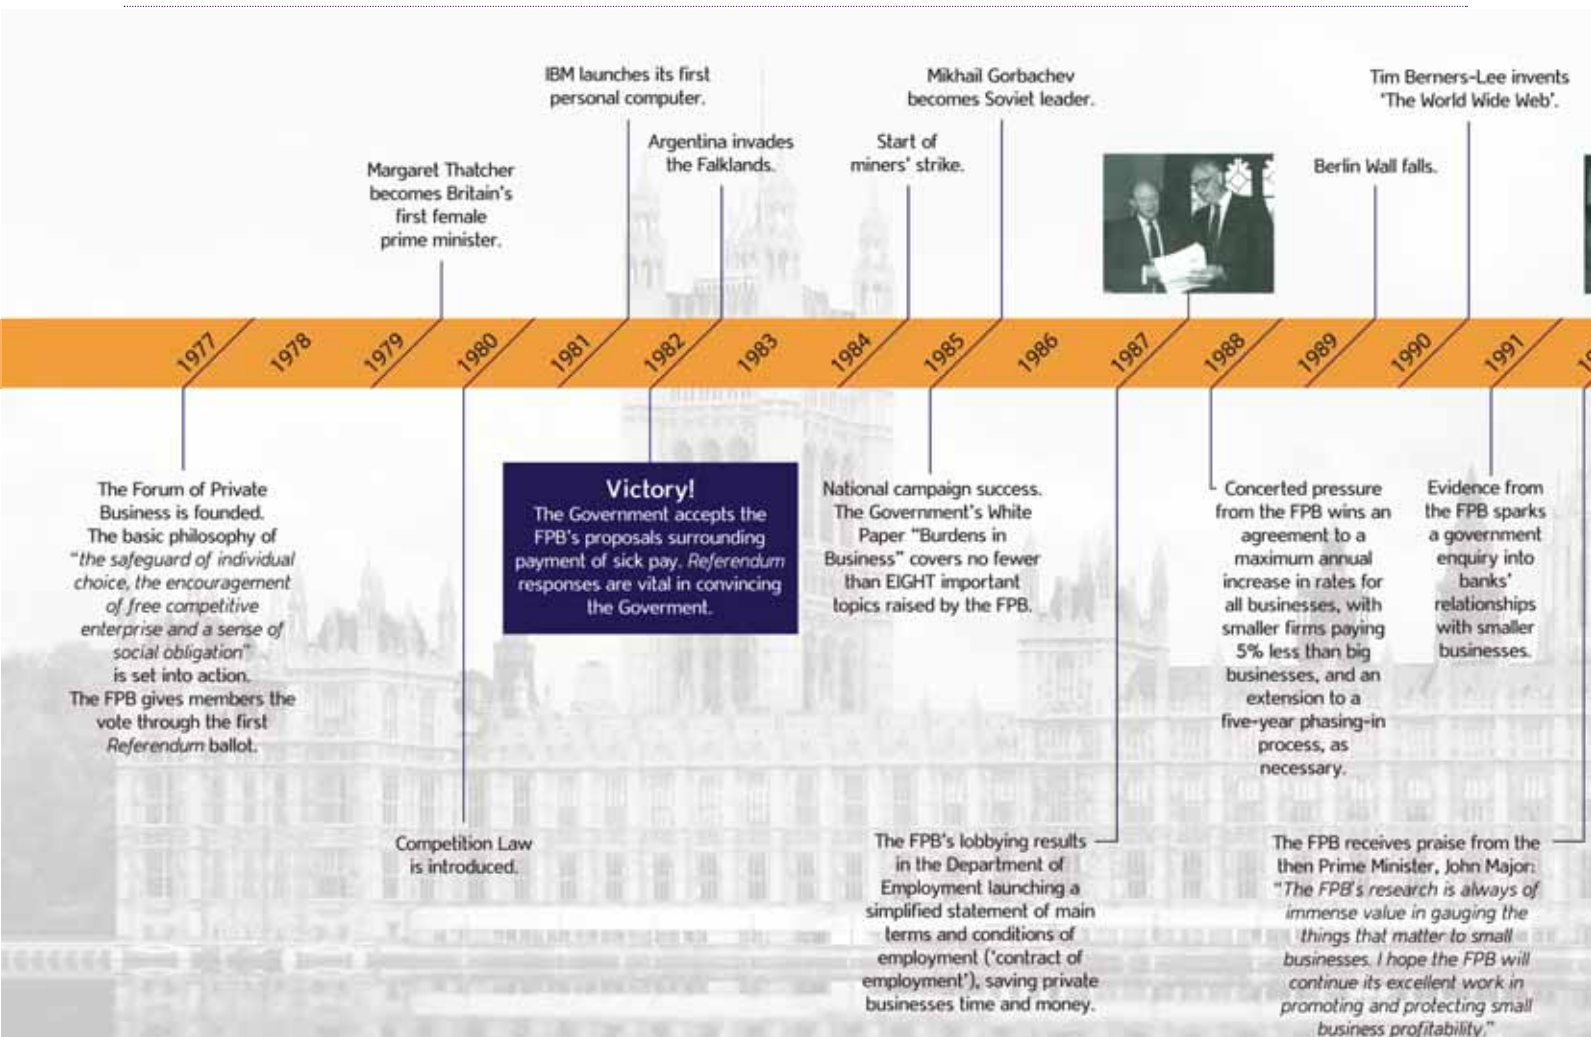 IBM launches its first
personal computer.
Mikhail Gorbachev
becomes Soviet leader.
Tim Berners-Lee invents
'The World Wide Web'.
Argentina invades
the Falklands.
Start of
miners' strike.
Berlin Wall falls.
Margaret Thatcher
becomes Britain's
first female
prime minister.
1977
1978
1979
1980
1981
1982
1983
1984
1985
1986
1987
1988
1989
1990
1991
The Forum of Private
Business is founded.
The basic philosophy of
"the safeguard of individual
choice, the encouragement
of free competitive
enterprise and a sense of
social obligation"
is set into action.
The FPB gives members the
vote through the first
Referendum ballot.
Competition Law
is introduced.
Victory!
The Government accepts the
FPB's proposals surrounding
payment of sick pay. Referendum
responses are vital in convincing
the Goverment.
National campaign success.
The Government's White
Paper "Burdens in
Business" covers no fewer
than EIGHT important
topics raised by the FPB.
The FPB's lobbying results
in the Department of
Employment launching a
simplified statement of main
terms and conditions of
employment ('contract of
employment'), saving private
businesses time and money.
Concerted pressure
from the FPB wins an
agreement to a
maximum annual
increase in rates for
all businesses, with
smaller firms paying
5% less than big
businesses, and an
extension to a
five-year phasing-in
process, as
necessary.
Evidence from
the FPB sparks
a government
enquiry into
banks'
relationships
with smaller
businesses.
The FPB receives praise from the
then Prime Minister, John Major:
"The FPB's research is always of
immense value in gauging the
things that matter to small
businesses. I hope the FPB will
continue its excellent work in
promoting and protecting small
business profitability."